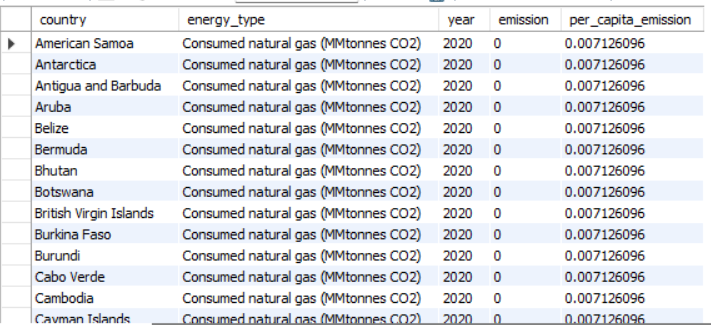 country energy_type year emission per_capita_emission
American Samoa Consumed natural gas (MMtonnes CO2) 2020 0 0.007126096
Antarctica Consumed natural gas (MMtonnes CO2) 2020 0 0.007126096
Antigua and Barbuda Consumed natural gas (MMtonnes CO2) 2020 0 0.007126096
Aruba Consumed natural gas (MMtonnes CO2) 2020 0 0.007126096
Belize Consumed natural gas (MMtonnes CO2) 2020 0 0.007126096
Bermuda Consumed natural gas (MMtonnes CO2) 2020 0 0.007126096
Bhutan Consumed natural gas (MMtonnes CO2) 2020 0 0.007126096
Botswana Consumed natural gas (MMtonnes CO2) 2020 0 0.007126096
British Virgin Islands Consumed natural gas (MMtonnes CO2) 2020 0 0.007126096
Burkina Faso Consumed natural gas (MMtonnes CO2) 2020 0 0.007126096
Burundi Consumed natural gas (MMtonnes CO2) 2020 0 0.007126096
Cabo Verde Consumed natural gas (MMtonnes CO2) 2020 0 0.007126096
Cambodia Consumed natural gas (MMtonnes CO2) 2020 0 0.007126096
Cayman Islands Consumed natural gas (MMtonnes CO2) 2020 0 0.007126096